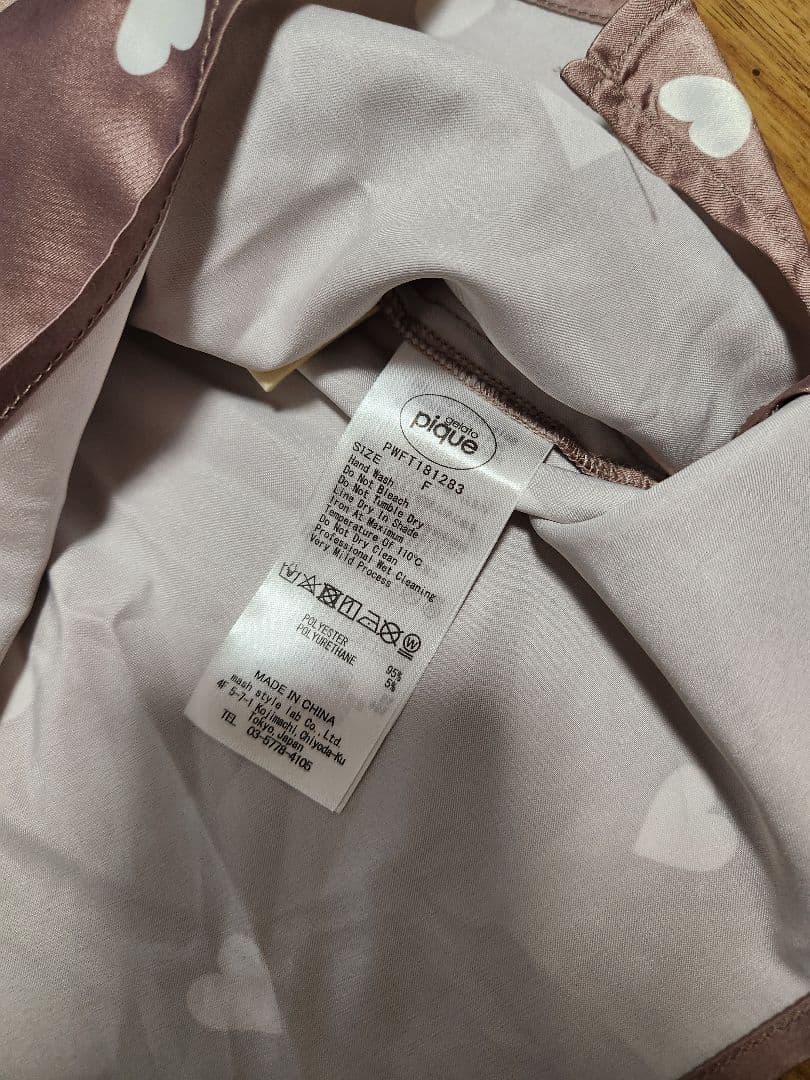 gelato
pique
PWFT181283
SIZE F
Hand Wash
Do Not Bleach
Do Not Tumble Dry
Line Dry In Shade
Iron At Maximum
Temperature Of 110℃
Do Not Dry Clean
Professional Wet Cleaning
Very Mild Process
W
POLYESTER 95%
POLYURETHANE 5%
MADE IN CHINA
mash style lab Co., Ltd.
4F 5-7-1 Kojimachi, Chiyoda-Ku
Tokyo, Japan
TEL 03-5778-4105